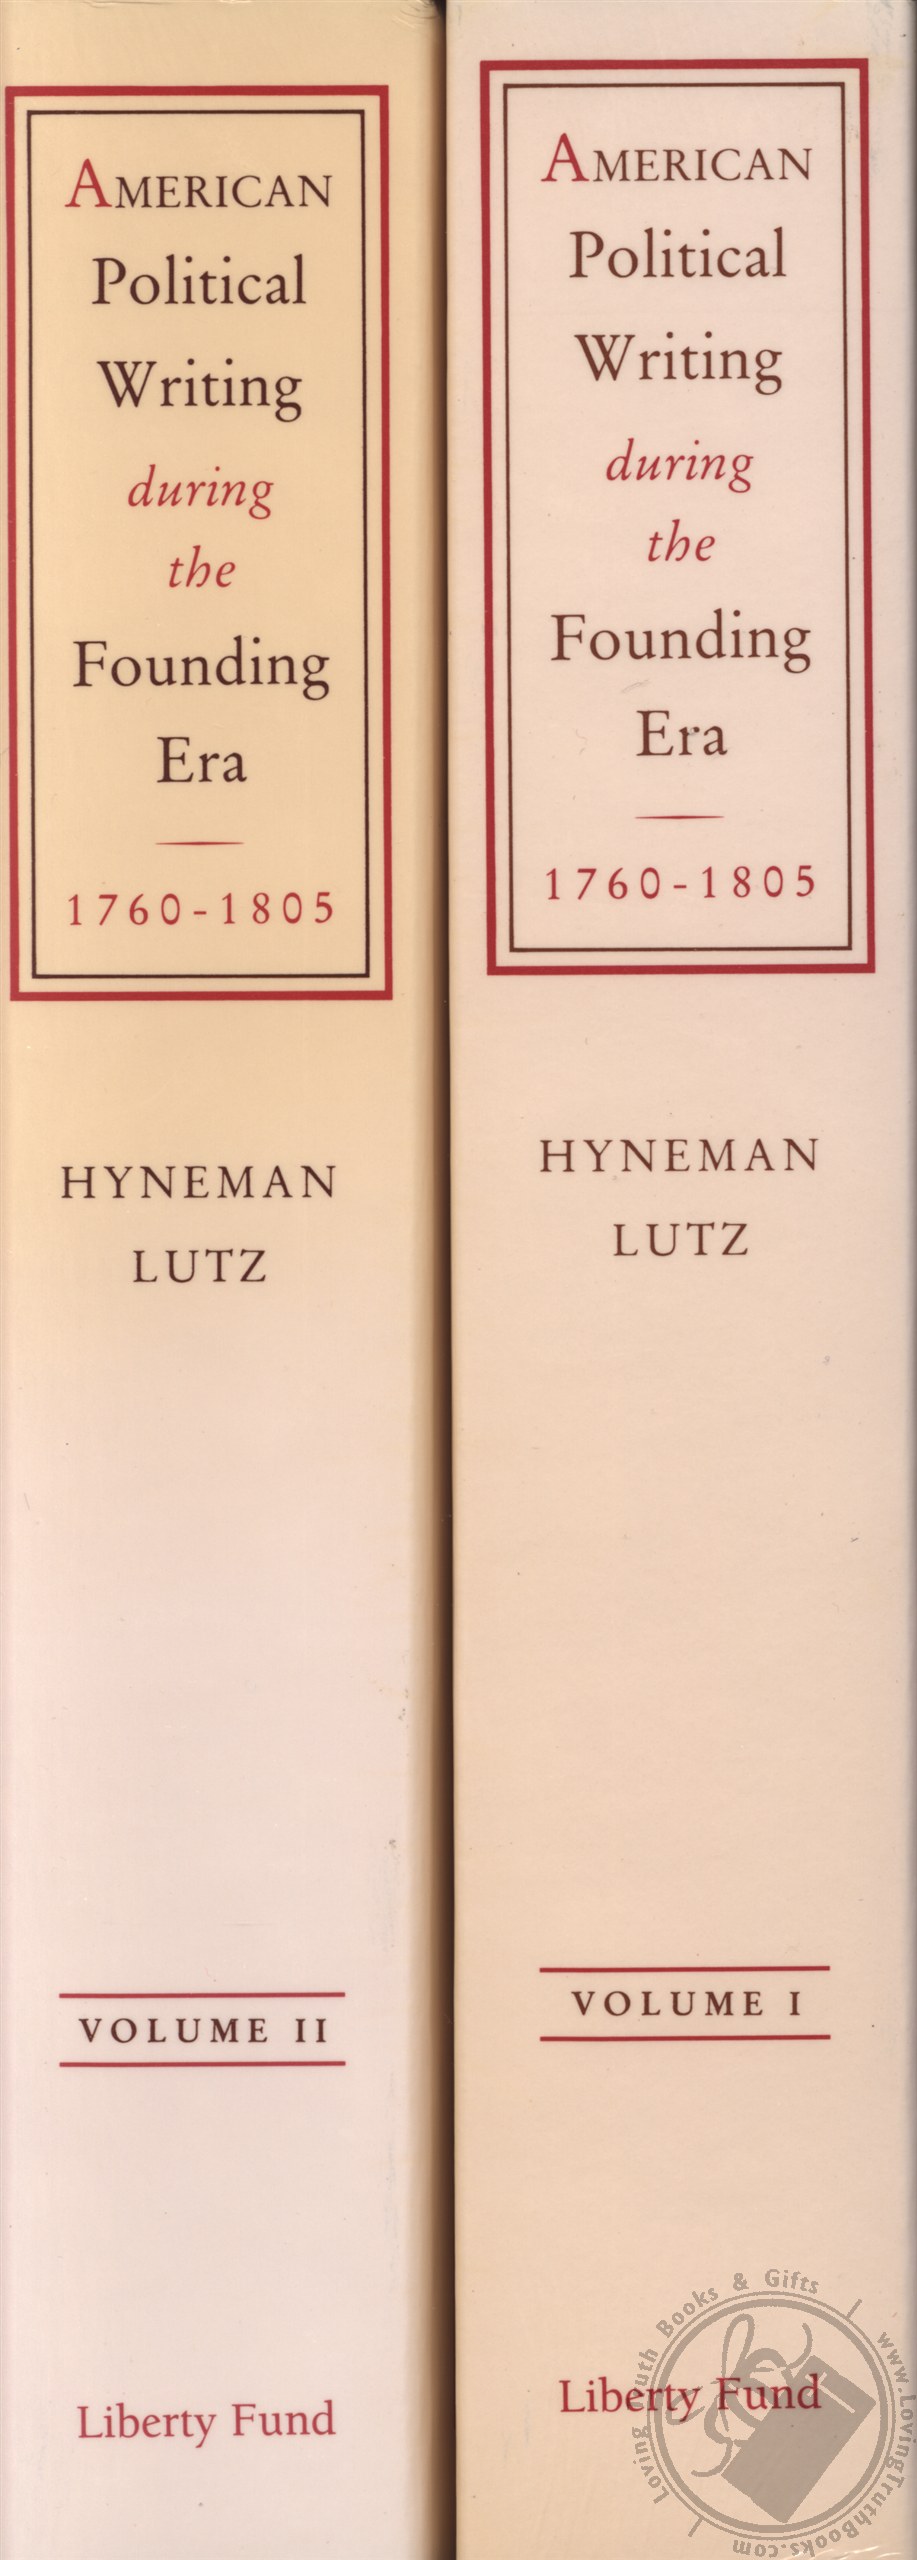 AMERICAN
Political
Writing
during
the
Founding
Era
1760-1805
HYNEMAN
LUTZ
VOLUME II
Liberty Fund
AMERICAN
Political
Writing
during
the
Founding
Era
1760-1805
HYNEMAN
LUTZ
VOLUME I
Liberty Fund
Loving Truth Books & Gifts
www.LovingTruthBooks.com